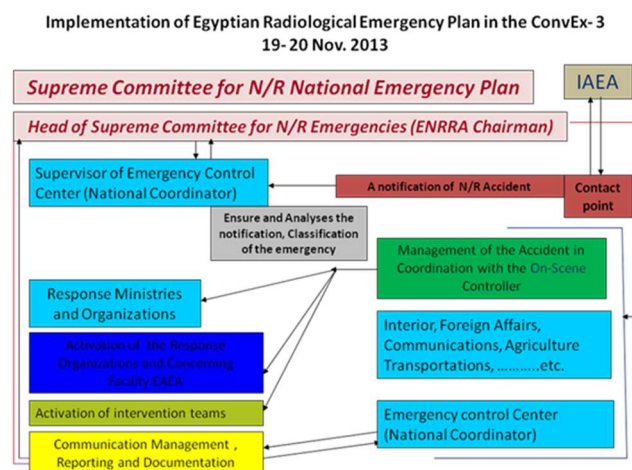 Implementation of Egyptian Radiological Emergency Plan in the ConvEx- 3
19- 20 Nov. 2013
Supreme Committee for N/R National Emergency Plan
IAEA
Head of Supreme Committee for N/R Emergencies (ENRRA Chairman)
Supervisor of Emergency Control
Center (National Coordinator)
A notification of N/R Accident
Contact
point
Ensure and Analyses the
notification, Classification
of the emergency
Management of the Accident in
Coordination with the On-Scene
Controller
Response Ministries
and Organizations
Interior, Foreign Affairs,
Communications, Agriculture
Transportations, ………..etc.
Activation of the Response
Organizations and Concerning
Facility EAEA
Activation of intervention teams
Emergency control Center
(National Coordinator)
Communication Management ,
Reporting and Documentation